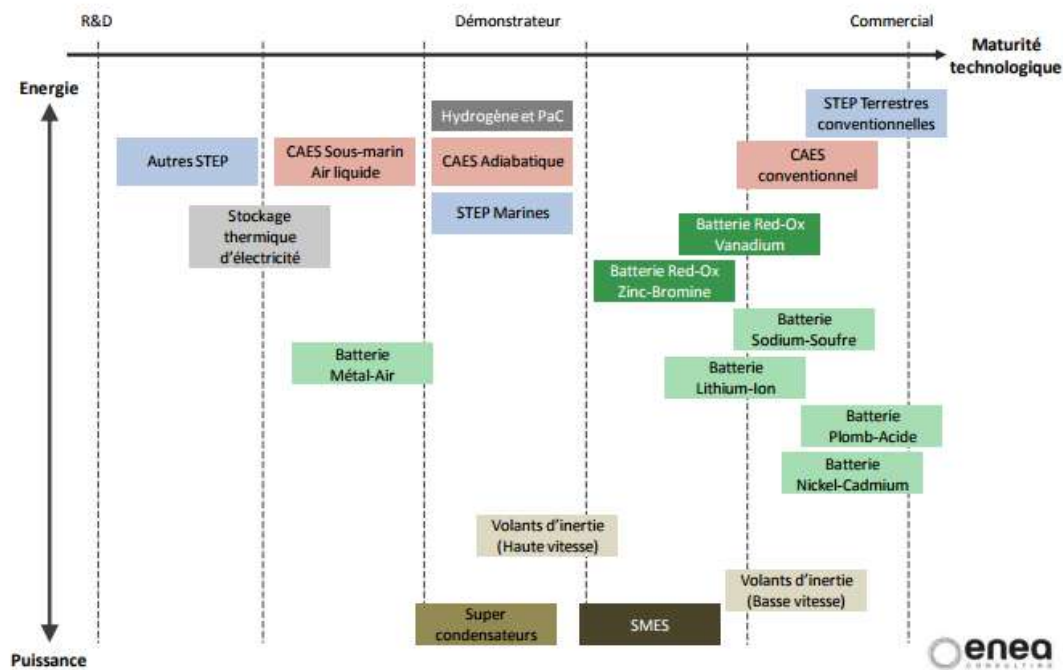 R&D
Démonstrateur
Commercial
Maturité
technologique
Energie
STEP Terrestres
conventionnelles
Hydrogène et PaC
Autres STEP
CAES Sous-marin
Air liquide
CAES Adiabatique
CAES
conventionnel
STEP Marines
Stockage
thermique
d'électricité
Batterie Red-Ox
Vanadium
Batterie Red-Ox
Zinc-Bromine
Batterie
Sodium-Soufre
Batterie
Métal-Air
Batterie
Lithium-Ion
Batterie
Plomb-Acide
Batterie
Nickel-Cadmium
Volants d'inertie
(Haute vitesse)
Volants d'inertie
(Basse vitesse)
Super
condensateurs
SMES
Puissance
enea
CONSULTING